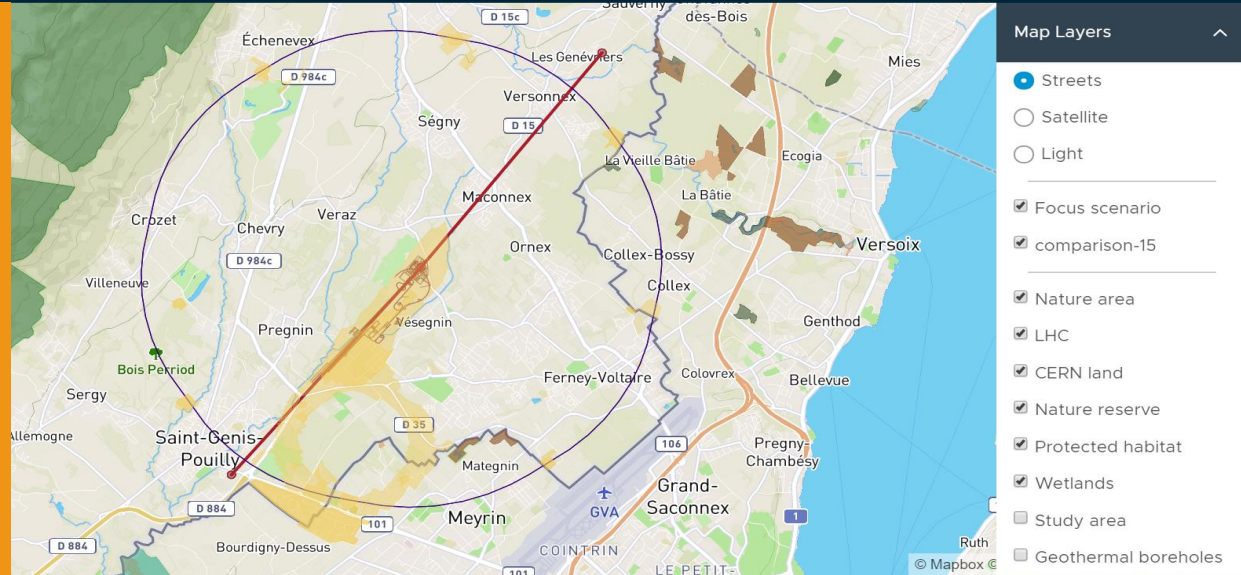 Sauverny
dès-Bois
D 15c
Échenevex
Les Genévriers
Mies
D 984c
Versonnex
Ségny
D 15
La Vieille Bâtie
Ecogia
La Bâtie
Maconnex
Crozet
Veraz
Chevry
Ornex
Collex-Bossy
Versoix
D 984c
Villeneuve
Collex
Vésegnin
Genthod
Pregnin
Bois Perriod
Ferney-Voltaire
Colovrex
Bellevue
Sergy
D 35
Allemogne
Saint-Genis-
Pouilly
106
Pregny-
Chambésy
Mategnin
Grand-
Saconnex
D 884
GVA
1
101
Meyrin
D 884
Bourdigny-Dessus
COINTRIN
Ruth
101
LE PETIT-
© Mapbox ©
Map Layers
Streets
Satellite
Light
Focus scenario
comparison-15
Nature area
LHC
CERN land
Nature reserve
Protected habitat
Wetlands
Study area
Geothermal boreholes